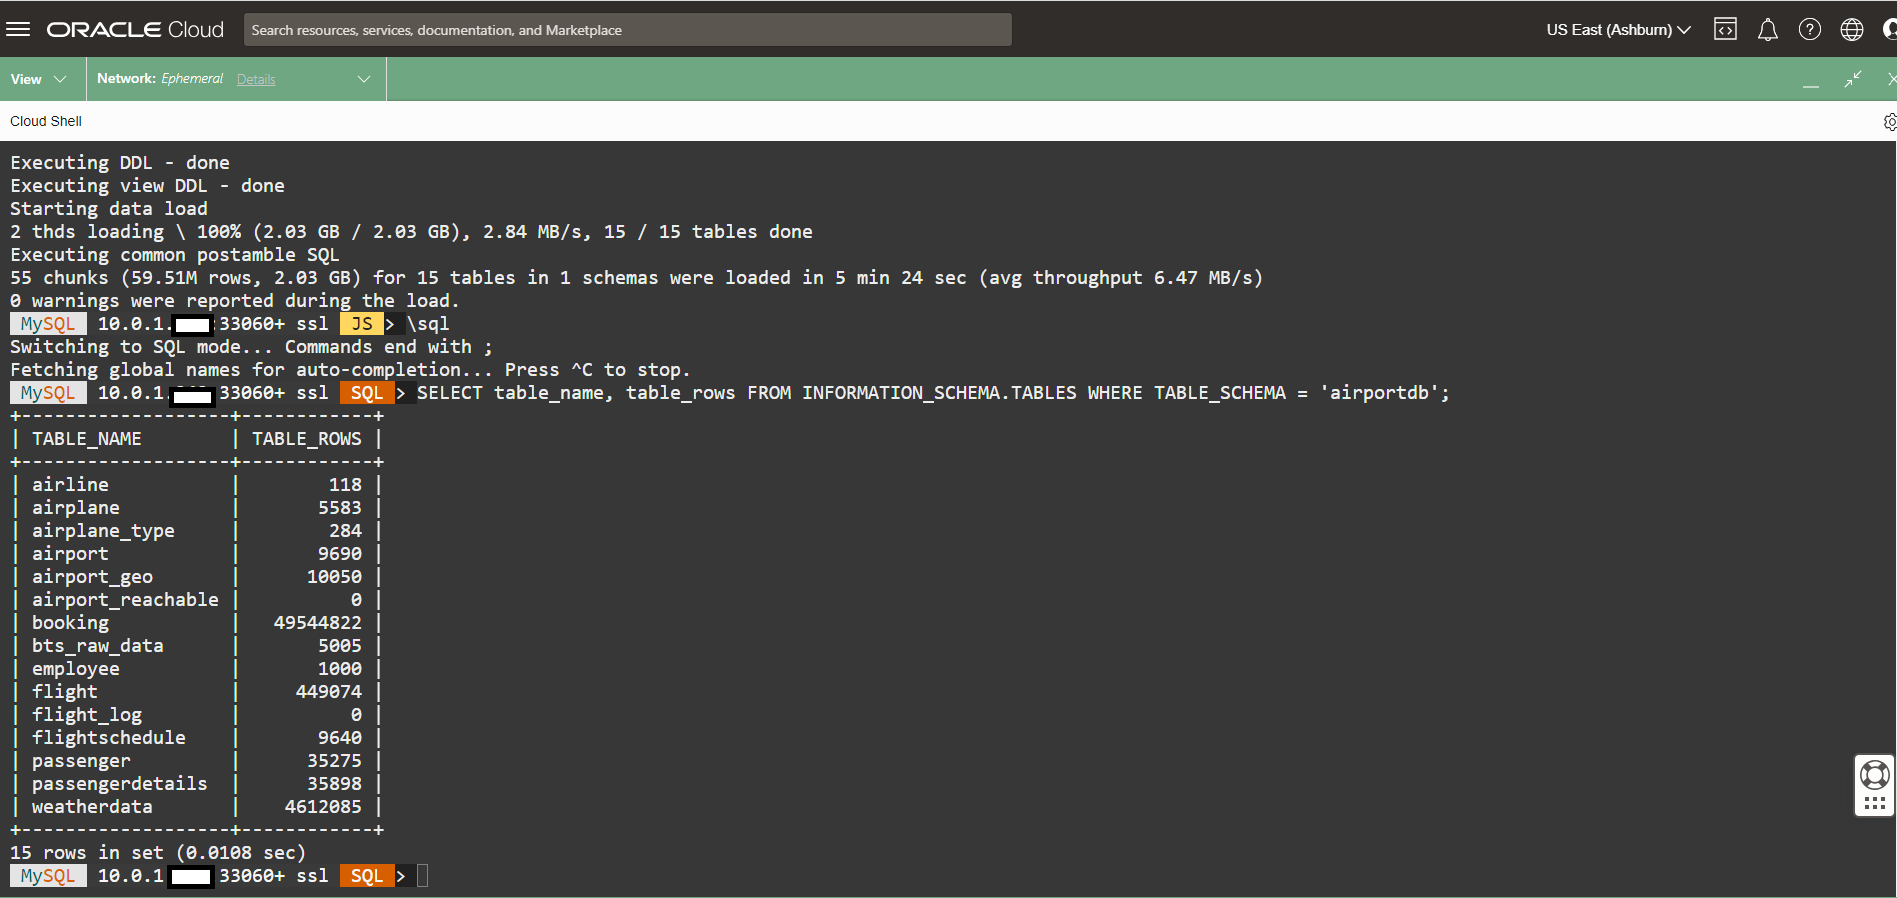 ORACLE Cloud
Search resources, services, documentation, and Marketplace
US East (Ashburn)
View
Network: Ephemeral Details
Cloud Shell
Executing DDL - done
Executing view DDL - done
Starting data load
2 thds loading \ 100% (2.03 GB / 2.03 GB), 2.84 MB/s, 15 / 15 tables done
Executing common postamble SQL
55 chunks (59.51M rows, 2.03 GB) for 15 tables in 1 schemas were loaded in 5 min 24 sec (avg throughput 6.47 MB/s)
0 warnings were reported during the load.
MySQL 10.0.1. 33060+ ssl JS > \sql
Switching to SQL mode... Commands end with ;
Fetching global names for auto-completion... Press ^C to stop.
MySQL 10.0.1. 33060+ ssl SQL > SELECT table_name, table_rows FROM INFORMATION_SCHEMA.TABLES WHERE TABLE_SCHEMA = 'airportdb';
+-------------------+------------+
| TABLE_NAME        | TABLE_ROWS |
+-------------------+------------+
| airline           |        118 |
| airplane          |       5583 |
| airplane_type     |        284 |
| airport           |       9690 |
| airport_geo       |      10050 |
| airport_reachable |          0 |
| booking           |   49544822 |
| bts_raw_data      |       5005 |
| employee          |       1000 |
| flight            |     449074 |
| flight_log        |          0 |
| flightschedule    |       9640 |
| passenger         |      35275 |
| passengerdetails  |      35898 |
| weatherdata       |    4612085 |
+-------------------+------------+
15 rows in set (0.0108 sec)
MySQL 10.0.1 33060+ ssl SQL >